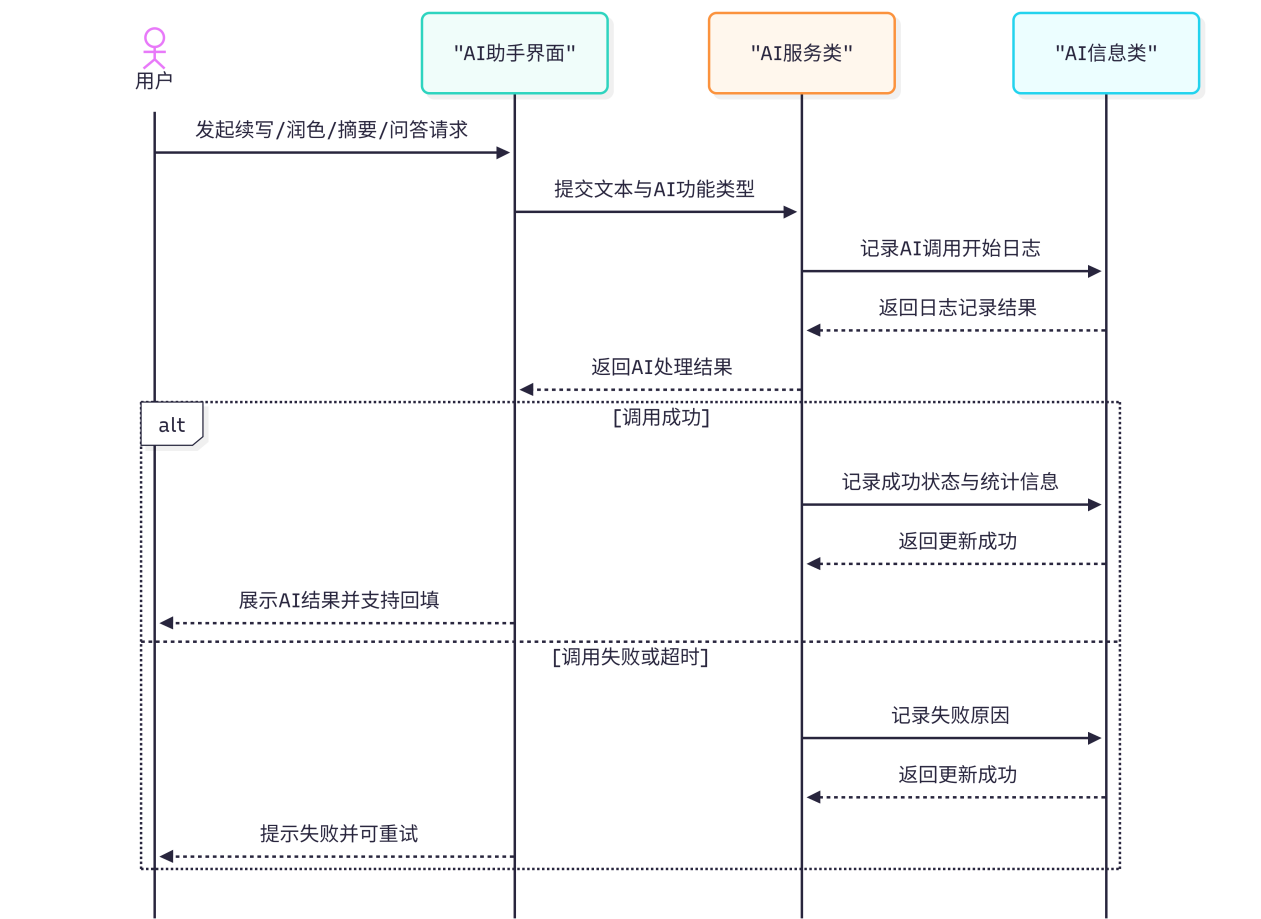 用户
"AI助手界面"
"AI服务类"
"AI信息类"
发起续写/润色/摘要/问答请求
提交文本与AI功能类型
记录AI调用开始日志
返回日志记录结果
返回AI处理结果
alt
[调用成功]
记录成功状态与统计信息
返回更新成功
展示AI结果并支持回填
[调用失败或超时]
记录失败原因
返回更新成功
提示失败并可重试